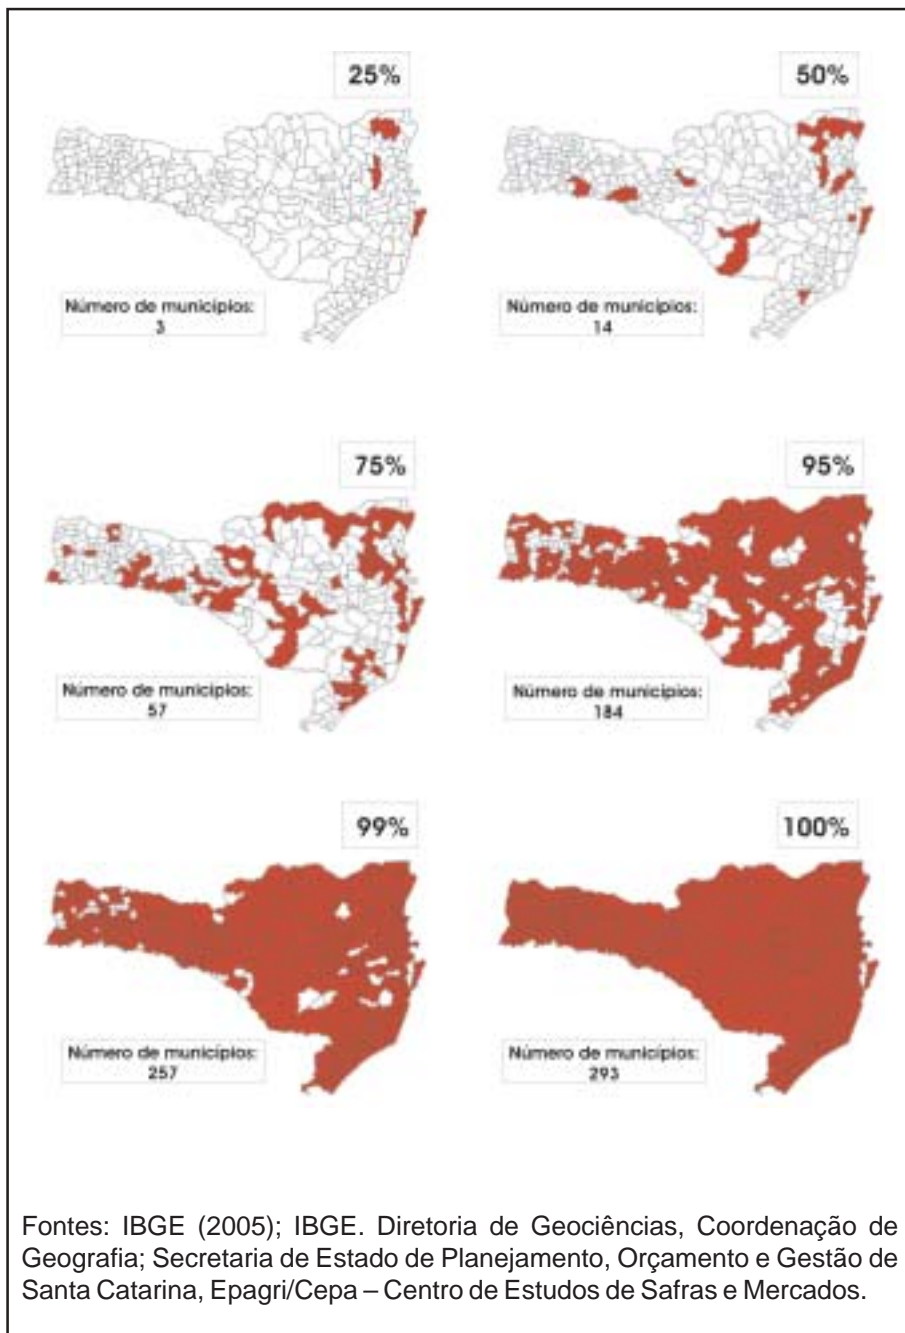 25%
Número de municípios:
3
50%
Número de municípios:
14
75%
Número de municípios:
57
95%
Número de municípios:
184
99%
Número de municípios:
257
100%
Número de municípios:
293
Fontes: IBGE (2005); IBGE. Diretoria de Geociências, Coordenação de
Geografia; Secretaria de Estado de Planejamento, Orçamento e Gestão de
Santa Catarina, Epagri/Cepa – Centro de Estudos de Safras e Mercados.